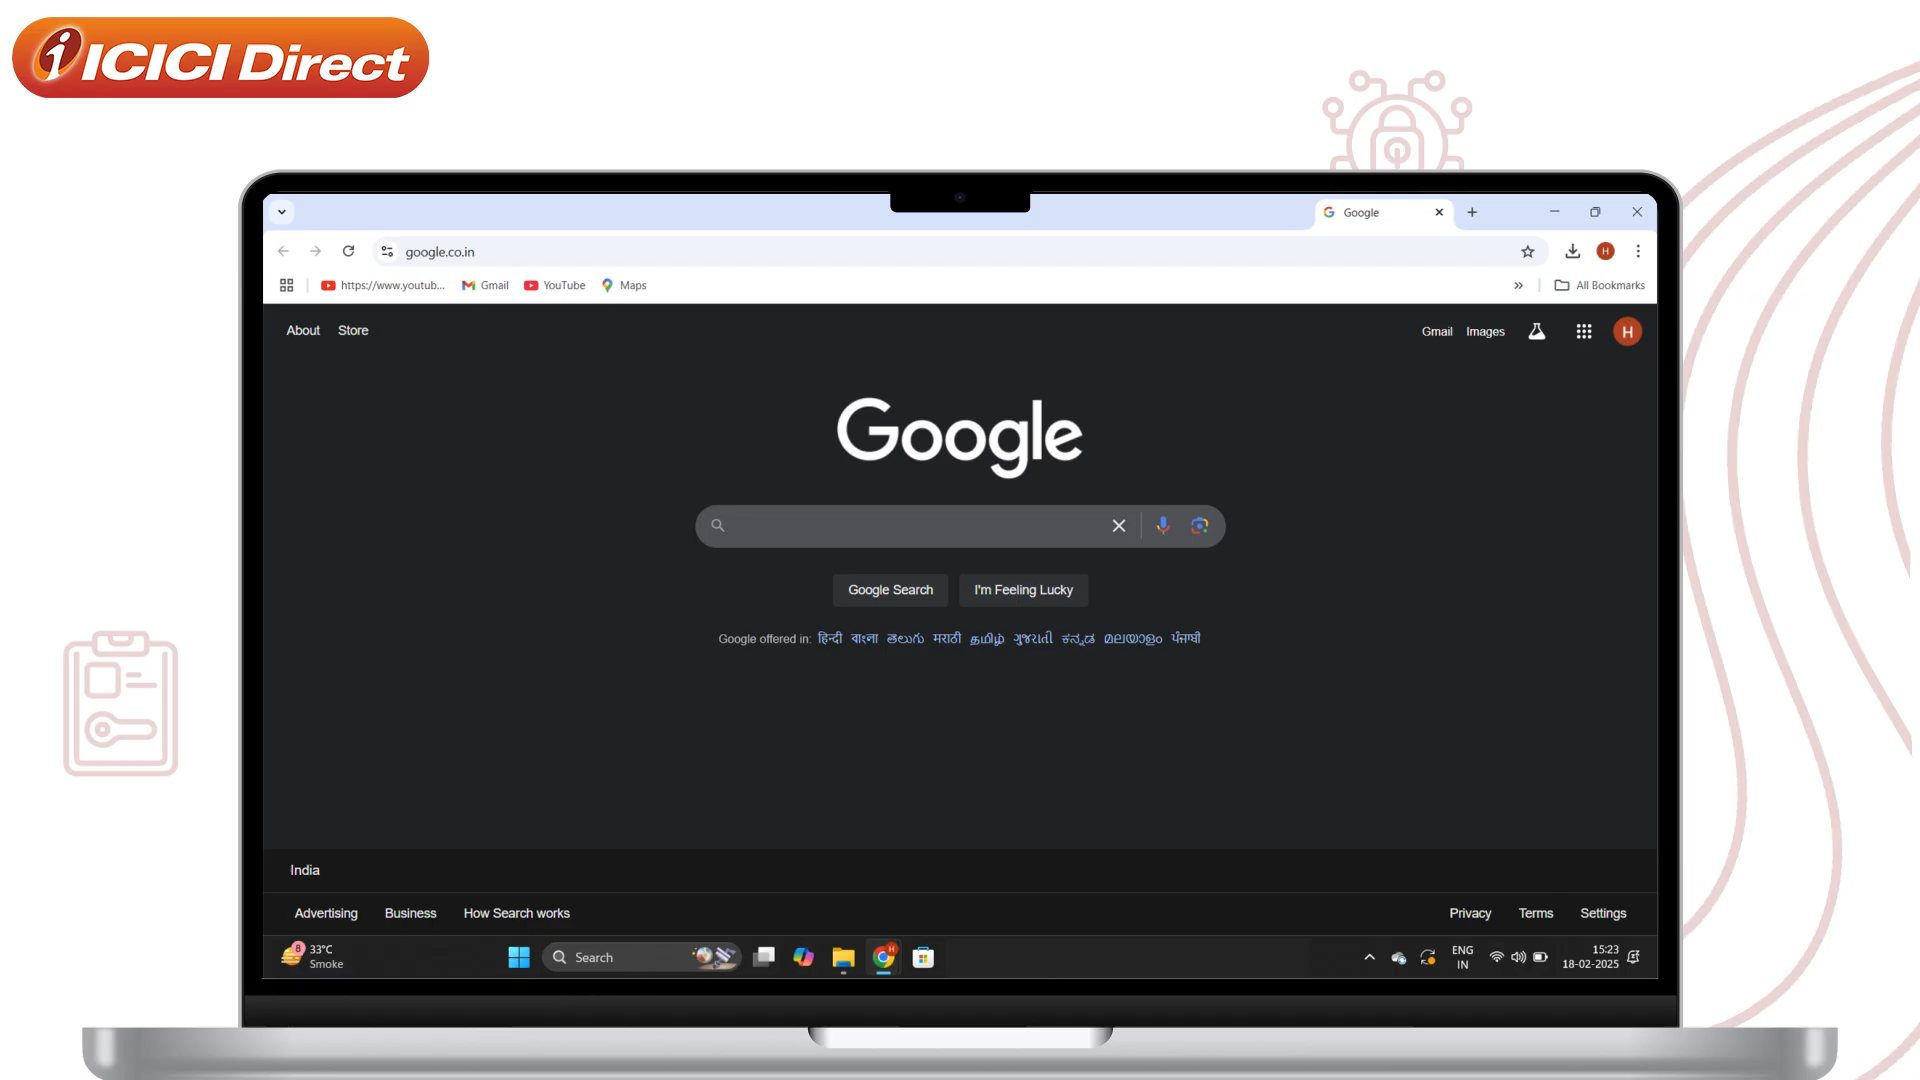 ICICI Direct
Google
google.co.in
https://www.youtub... Gmail YouTube Maps All Bookmarks
About Store Gmail Images H
Google
Google Search I'm Feeling Lucky
Google offered in: हिन्दी বাংলা తెలుగు मराठी தமிழ் ગુજરાતી ಕನ್ನಡ മലയാളം ਪੰਜਾਬੀ
India
Advertising Business How Search works Privacy Terms Settings
8 33°C
Smoke
Search
H
ENG
IN
15:23
18-02-2025